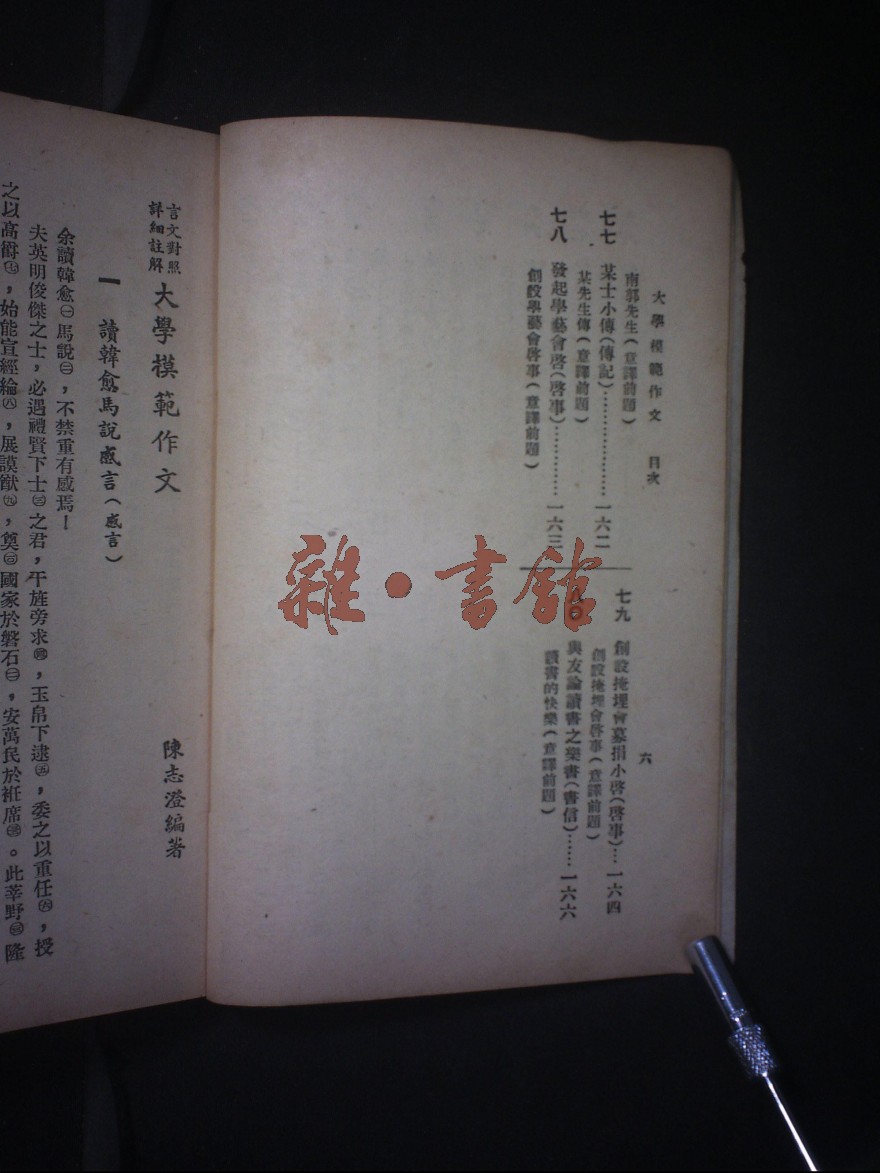 大學模範作文　目次
南郭先生(意譯前題)
七七　某士小傳(傳記)…………………一六二
某先生傳(意譯前題)
七八　發起學藝會啓(啓事)…………一六三
創設學藝會啓事(意譯前題)
六
七九　創設掩埋會募捐小啓(啓事)…一六四
創設掩埋會啓事(意譯前題)
八〇　與友論讀書之樂書(書信)……一六六
讀書的快樂(意譯前題)
雜·書館
言文對照
詳細註解
大學模範作文
陳志澄編著
一　讀韓愈馬說感言(感言)
余讀韓愈㊀馬說㊁，不禁重有感焉！
夫英明俊傑之士，必遇禮賢下士㊂之君，干旌旁求㊃，玉帛下逮㊄，委之以重任㊅，授
之以高爵㊆，始能宣經綸㊇，展謨猷㊈，奠㊉國家於磐石，安萬民於袵席。此莘野隆